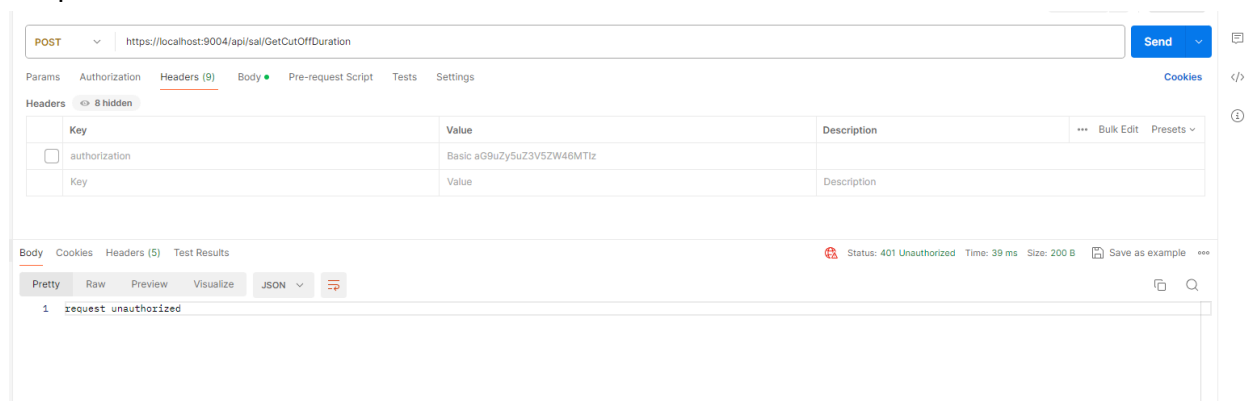 POST https://localhost:9004/api/sal/GetCutOffDuration Send
Params Authorization Headers (9) Body Pre-request Script Tests Settings Cookies
Headers 8 hidden
Key Value Description Bulk Edit Presets
authorization Basic aG9uZy5uZ3V5ZW46MTIz
Key Value Description
Body Cookies Headers (5) Test Results Status: 401 Unauthorized Time: 39 ms Size: 200 B Save as example
Pretty Raw Preview Visualize JSON
1 request unauthorized